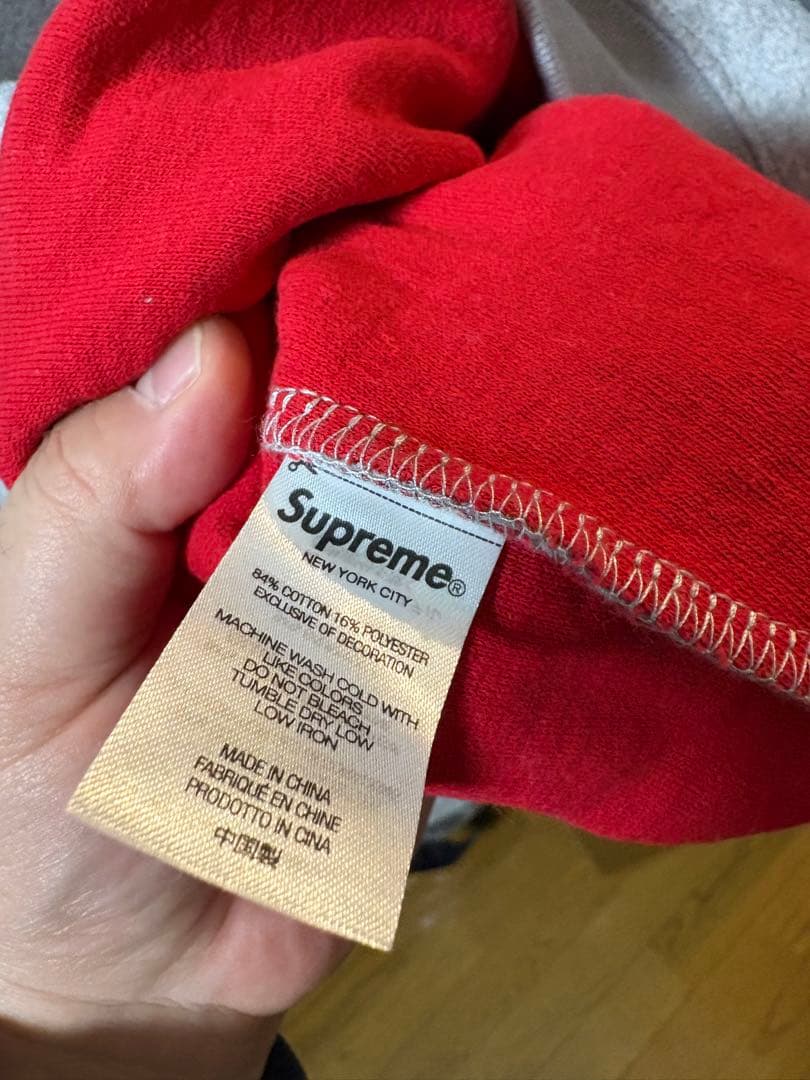 Supreme®
NEW YORK CITY
84% COTTON 16% POLYESTER
EXCLUSIVE OF DECORATION
MACHINE WASH COLD WITH
LIKE COLORS
DO NOT BLEACH
TUMBLE DRY LOW
LOW IRON
MADE IN CHINA
FABRIQUÉ EN CHINE
PRODOTTO IN CINA
中国製